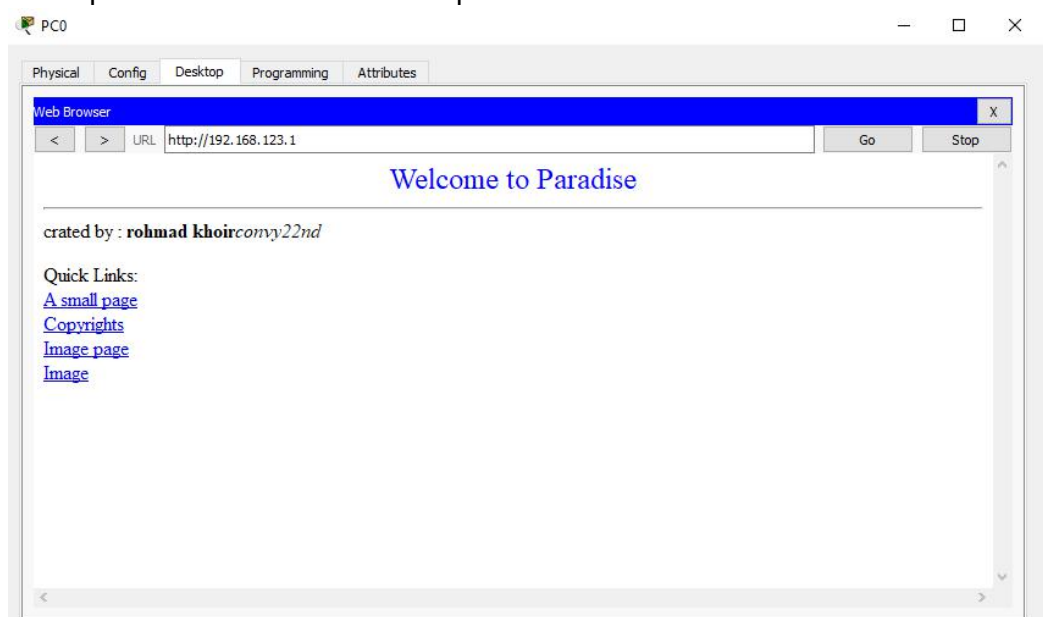 PC0
Physical Config Desktop Programming Attributes
Web Browser X
< > URL http://192.168.123.1 Go Stop
Welcome to Paradise
crated by : rohmad khoirconvy22nd
Quick Links:
A small page
Copyrights
Image page
Image